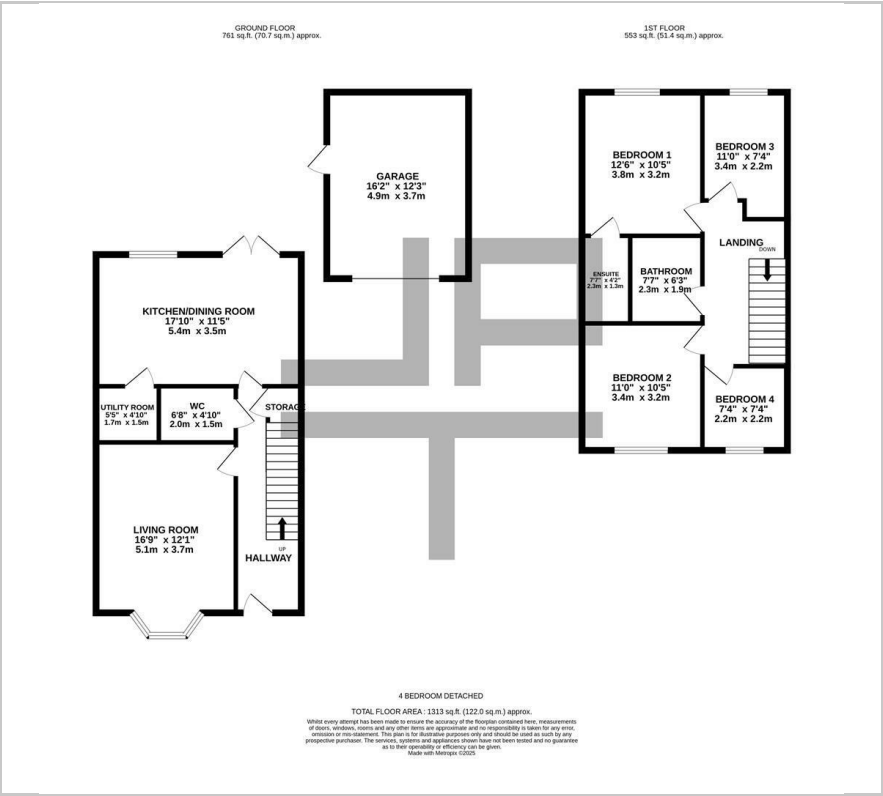 GROUND FLOOR
761 sq.ft. (70.7 sq.m.) approx.
1ST FLOOR
553 sq.ft. (51.4 sq.m.) approx.
GARAGE
16'2" x 12'3"
4.9m x 3.7m
KITCHEN/DINING ROOM
17'10" x 11'5"
5.4m x 3.5m
UTILITY ROOM
5'5" x 4'10"
1.7m x 1.5m
WC
6'8" x 4'10"
2.0m x 1.5m
STORAGE
LIVING ROOM
16'9" x 12'1"
5.1m x 3.7m
UP
HALLWAY
BEDROOM 1
12'6" x 10'5"
3.8m x 3.2m
BEDROOM 3
11'0" x 7'4"
3.4m x 2.2m
LANDING
DOWN
ENSUITE
7'7" x 4'2"
2.3m x 1.3m
BATHROOM
7'7" x 6'3"
2.3m x 1.9m
BEDROOM 2
11'0" x 10'5"
3.4m x 3.2m
BEDROOM 4
7'4" x 7'4"
2.2m x 2.2m
4 BEDROOM DETACHED
TOTAL FLOOR AREA : 1313 sq.ft. (122.0 sq.m.) approx.
Whilst every attempt has been made to ensure the accuracy of the floorplan contained here, measurements
of doors, windows, rooms and any other items are approximate and no responsibility is taken for any error,
omission or mis-statement. This plan is for illustrative purposes only and should be used as such by any
prospective purchaser. The services, systems and appliances shown have not been tested and no guarantee
as to their operability or efficiency can be given.
Made with Metropix ©2025